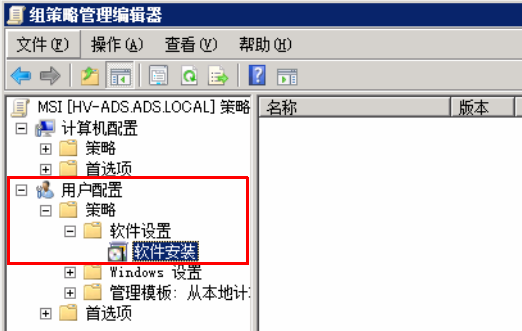 组策略管理编辑器
文件(F) 操作(A) 查看(V) 帮助(H)
MSI [HV-ADS.ADS.LOCAL] 策略
名称 版本
计算机配置
策略
首选项
用户配置
策略
软件设置
软件安装
Windows 设置
管理模板: 从本地计
首选项